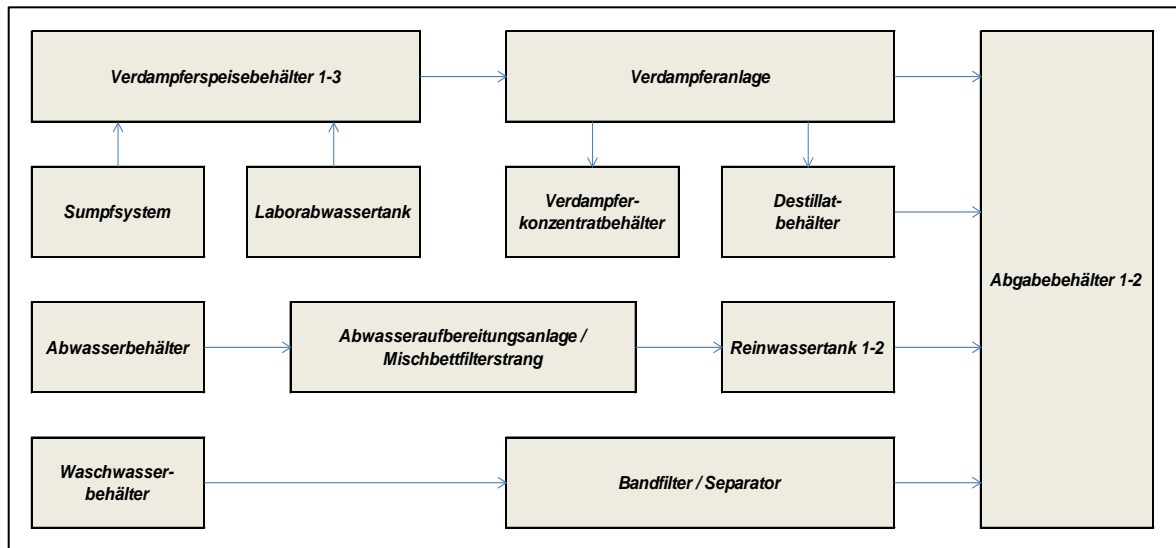 Verdampferspeisebehälter 1-3
Verdampferanlage
Sumpfsystem
Laborabwassertank
Verdampfer-
konzentratbehälter
Destillat-
behälter
Abgabebehälter 1-2
Abwasserbehälter
Abwasseraufbereitungsanlage /
Mischbettfilterstrang
Reinwassertank 1-2
Waschwasser-
behälter
Bandfilter / Separator